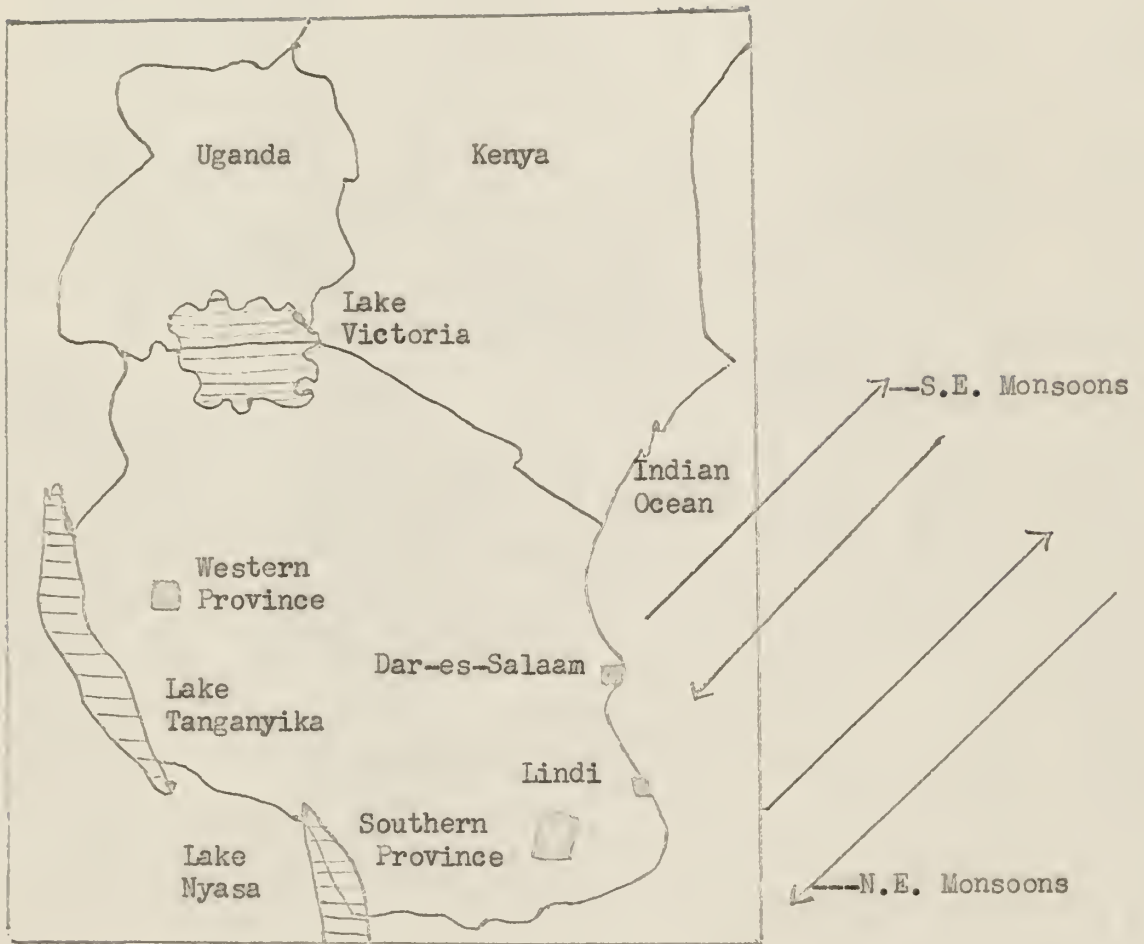 Uganda
Kenya
Lake
Victoria
--S.E. Monsoons
Indian
Ocean
Western
Province
Dar-es-Salaam
Lake
Tanganyika
Lindi
Southern
Province
Lake
Nyasa
---N.E. Monsoons